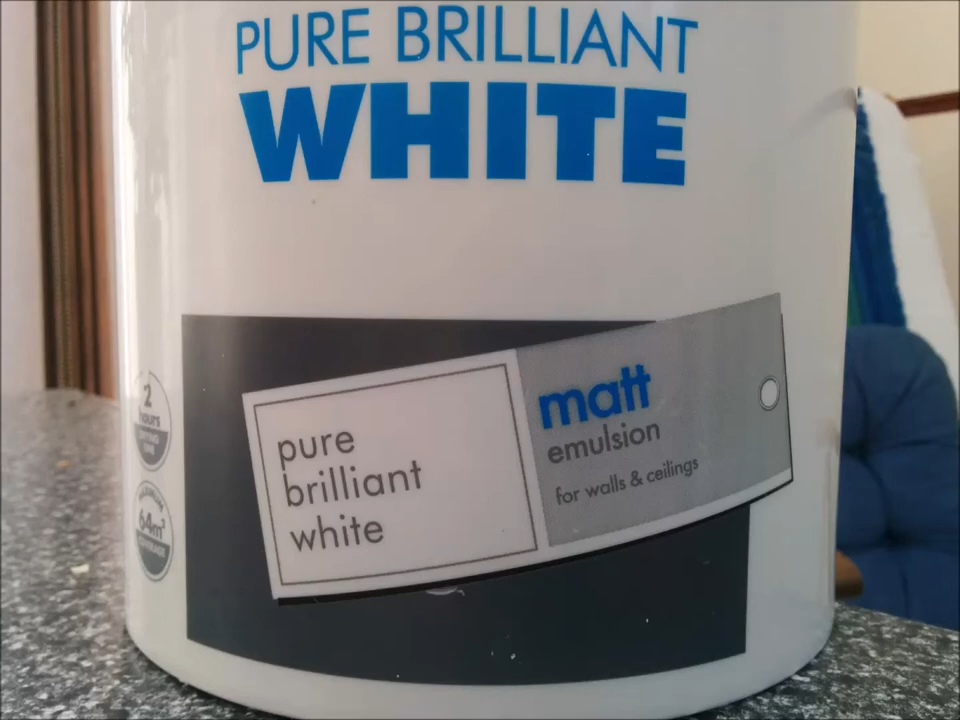 PURE BRILLIANT
WHITE
pure
brilliant
white
matt
emulsion
for walls & ceilings
2
hours
64m²